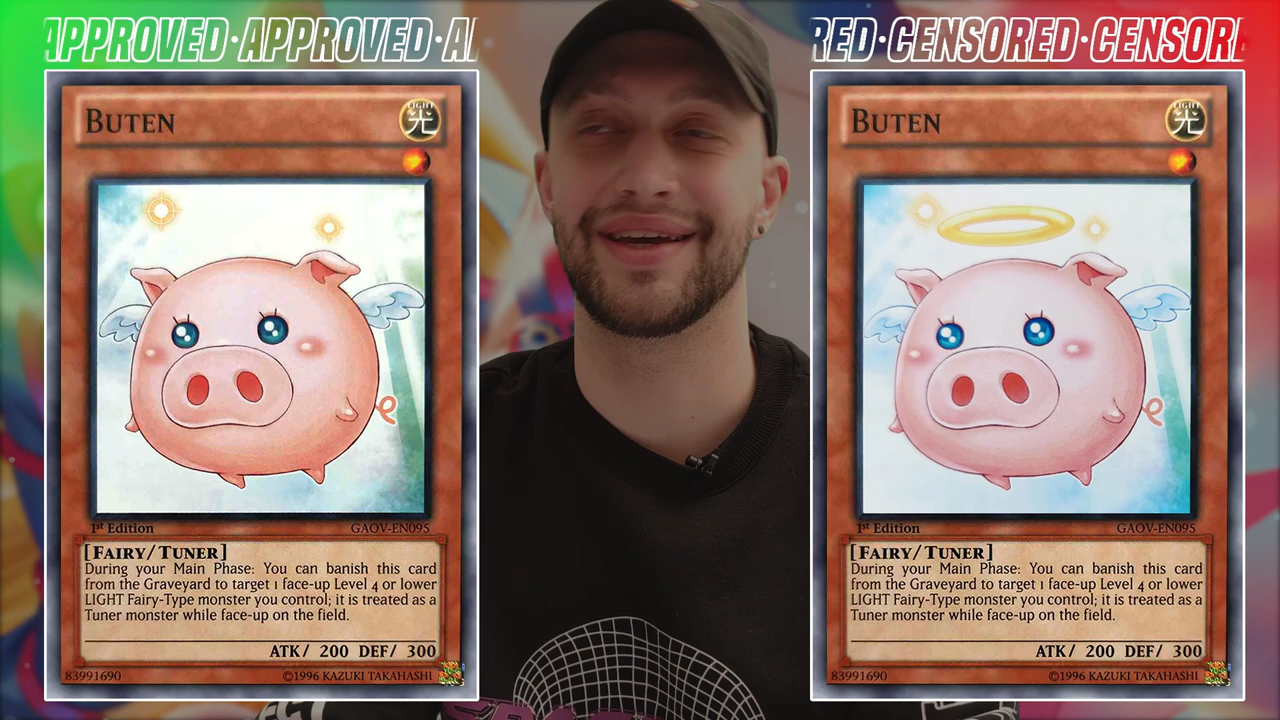 APPROVED·APPROVED·A
RED·CENSORED·CENSOR
BUTEN
LIGHT
光
1st Edition
GAOV-EN095
[FAIRY/TUNER]
During your Main Phase: You can banish this card
from the Graveyard to target 1 face-up Level 4 or lower
LIGHT Fairy-Type monster you control; it is treated as a
Tuner monster while face-up on the field.
ATK/ 200 DEF/ 300
83991690
©1996 KAZUKI TAKAHASHI
BUTEN
LIGHT
光
1st Edition
GAOV-EN095
[FAIRY/TUNER]
During your Main Phase: You can banish this card
from the Graveyard to target 1 face-up Level 4 or lower
LIGHT Fairy-Type monster you control; it is treated as a
Tuner monster while face-up on the field.
ATK/ 200 DEF/ 300
83991690
©1996 KAZUKI TAKAHASHI